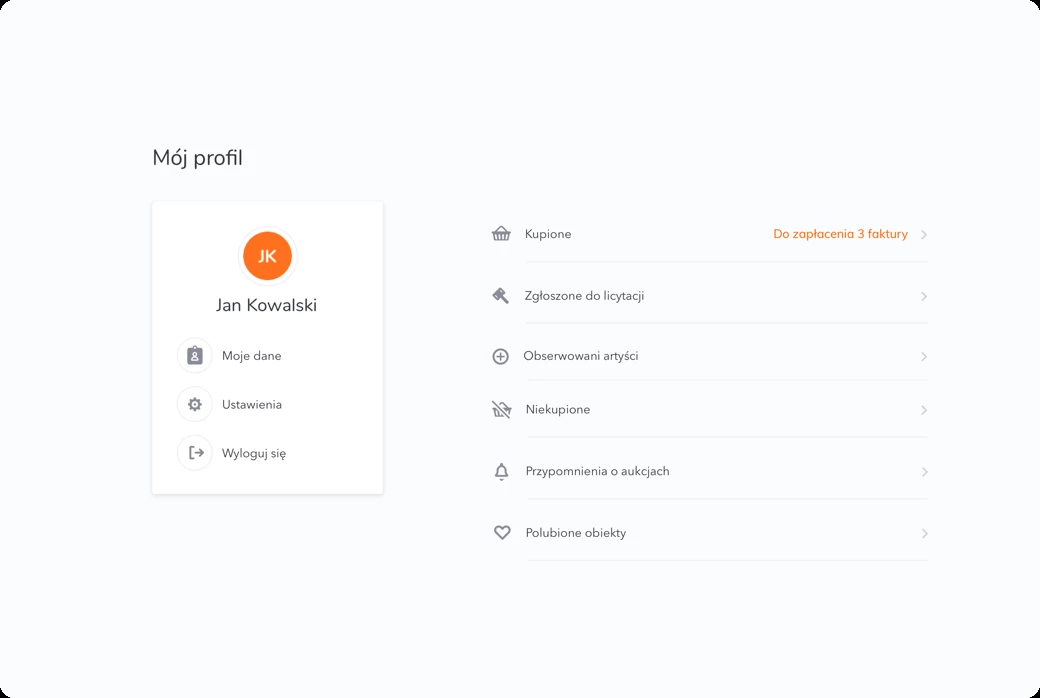 Mój profil
JK
Jan Kowalski
Moje dane
Ustawienia
Wyloguj się
Kupione
Do zapłacenia 3 faktury
Zgłoszone do licytacji
Obserwowani artyści
Niekupione
Przypomnienia o aukcjach
Polubione obiekty